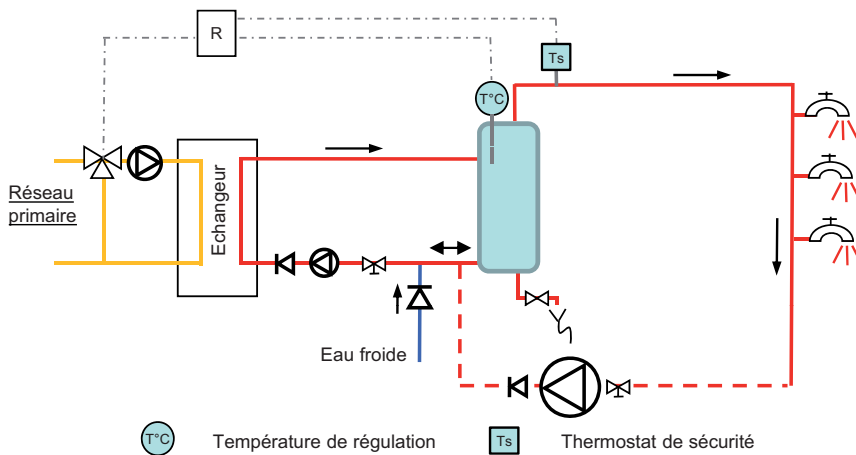 R
Ts
T°C
Réseau
primaire
Echangeur
Eau froide
T°C Température de régulation
Ts Thermostat de sécurité